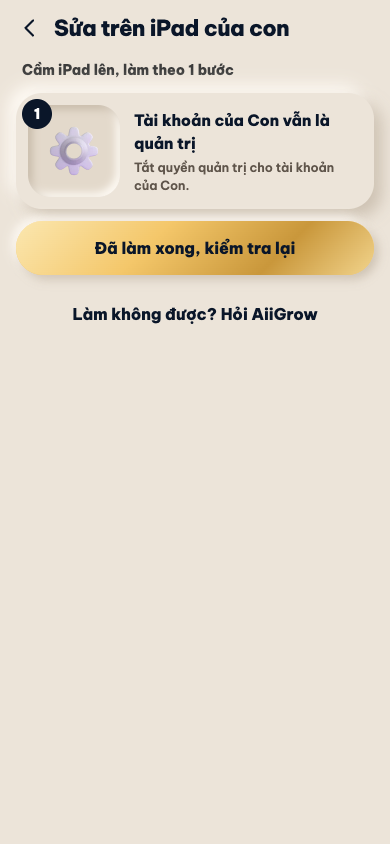 Sửa trên iPad của con
Cầm iPad lên, làm theo 1 bước
1
Tài khoản của Con vẫn là
quản trị
Tắt quyền quản trị cho tài khoản
của Con.
Đã làm xong, kiểm tra lại
Làm không được? Hỏi AiiGrow